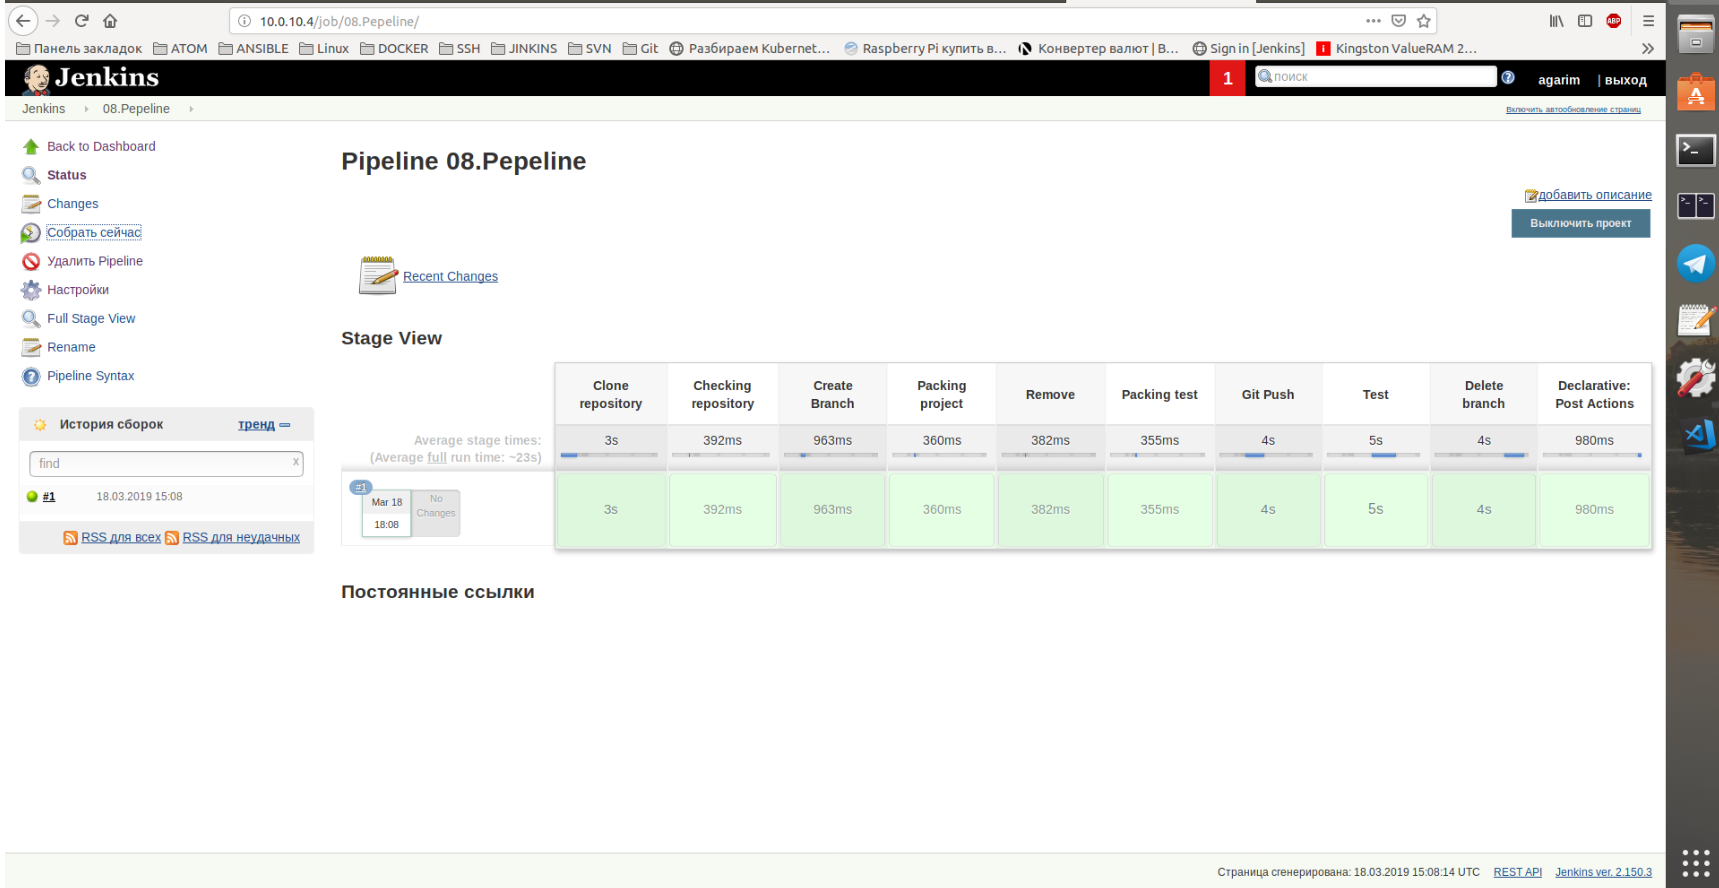 10.0.10.4/job/08.Pepeline/
Панель закладок ATOM ANSIBLE Linux DOCKER SSH JINKINS SVN Git Разбираем Kubernet... Raspberry Pi купить в... Конвертер валют | В... Sign in [Jenkins] Kingston ValueRAM 2...
Jenkins 1 поиск agarim | выход
Jenkins 08.Pepeline Включить автообновление страниц
Back to Dashboard
Status
Changes
Собрать сейчас
Удалить Pipeline
Настройки
Full Stage View
Rename
Pipeline Syntax
История сборок тренд
find x
#1 18.03.2019 15:08
RSS для всех RSS для неудачных
Pipeline 08.Pepeline
добавить описание
Выключить проект
Recent Changes
Stage View
Clone repository Checking repository Create Branch Packing project Remove Packing test Git Push Test Delete branch Declarative: Post Actions
Average stage times: 3s 392ms 963ms 360ms 382ms 355ms 4s 5s 4s 980ms
(Average full run time: ~23s)
#1
Mar 18 No Changes
18:08
3s 392ms 963ms 360ms 382ms 355ms 4s 5s 4s 980ms
Постоянные ссылки
Страница сгенерирована: 18.03.2019 15:08:14 UTC REST API Jenkins ver. 2.150.3